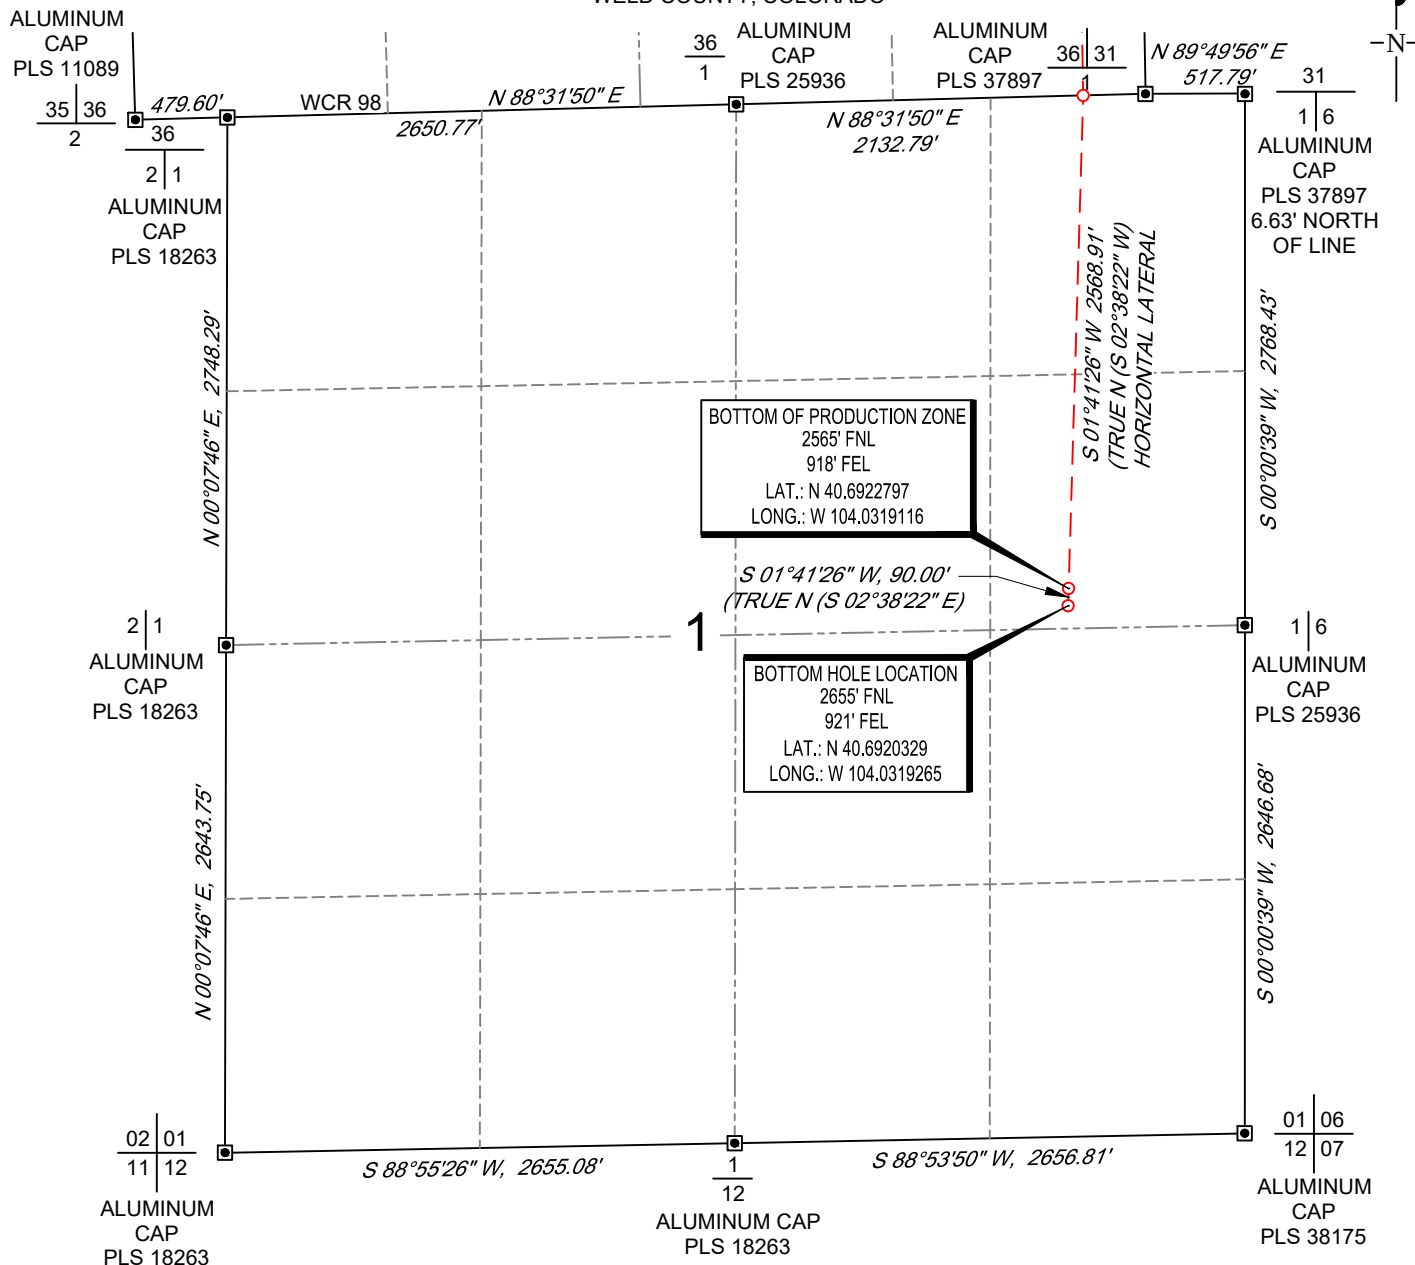 WELD COUNTY, COLORADO
ALUMINUM
CAP
PLS 11089
35 36
2
479.60'
36
2 1
ALUMINUM
CAP
PLS 18263
WCR 98
N 88°31'50" E
2650.77'
36
1
ALUMINUM
CAP
PLS 25936
ALUMINUM
CAP
PLS 37897
36 31
1
N 88°31'50" E
2132.79'
N 89°49'56" E
517.79'
-N-
31
1 6
ALUMINUM
CAP
PLS 37897
6.63' NORTH
OF LINE
N 00°07'46" E, 2748.29'
S 01°41'26" W 2568.91'
(TRUE N (S 02°38'22" W)
HORIZONTAL LATERAL
S 00°00'39" W, 2768.43'
BOTTOM OF PRODUCTION ZONE
2565' FNL
918' FEL
LAT.: N 40.6922797
LONG.: W 104.0319116
S 01°41'26" W, 90.00'
(TRUE N (S 02°38'22" E)
2 1
ALUMINUM
CAP
PLS 18263
1
1 6
ALUMINUM
CAP
PLS 25936
BOTTOM HOLE LOCATION
2655' FNL
921' FEL
LAT.: N 40.6920329
LONG.: W 104.0319265
N 00°07'46" E, 2643.75'
S 00°00'39" W, 2646.68'
02 01
11 12
ALUMINUM
CAP
PLS 18263
S 88°55'26" W, 2655.08'
1
12
ALUMINUM CAP
PLS 18263
S 88°53'50" W, 2656.81'
01 06
12 07
ALUMINUM
CAP
PLS 38175